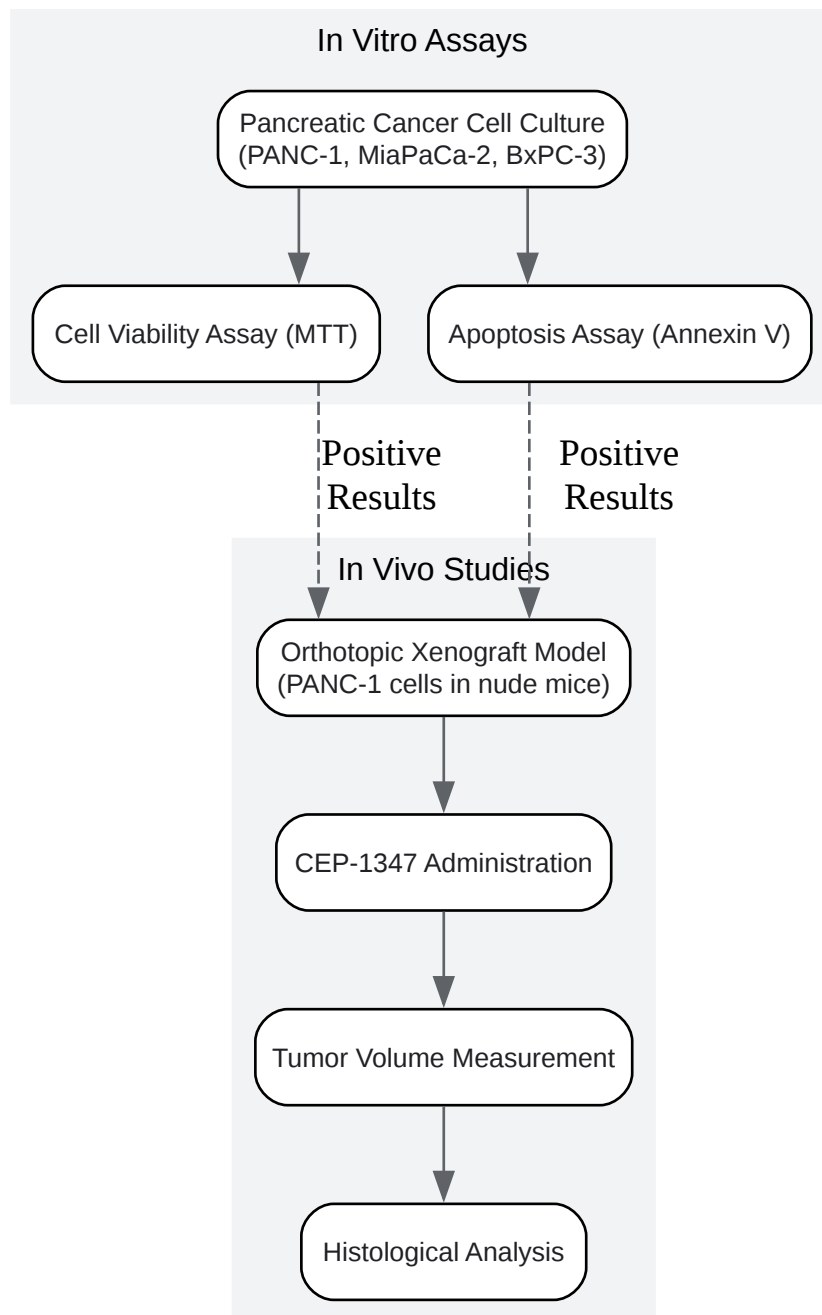 In Vitro Assays
Pancreatic Cancer Cell Culture
(PANC-1, MiaPaCa-2, BxPC-3)
Cell Viability Assay (MTT)
Apoptosis Assay (Annexin V)
Positive
Results
Positive
Results
In Vivo Studies
Orthotopic Xenograft Model
(PANC-1 cells in nude mice)
CEP-1347 Administration
Tumor Volume Measurement
Histological Analysis